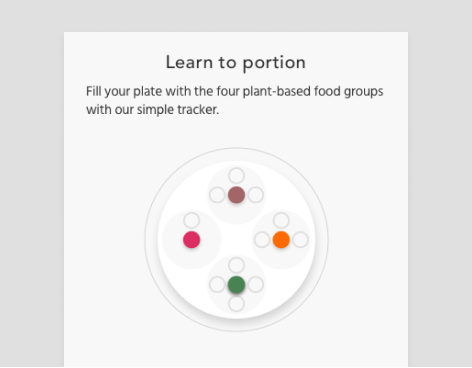 Learn to portion
Fill your plate with the four plant-based food groups
with our simple tracker.